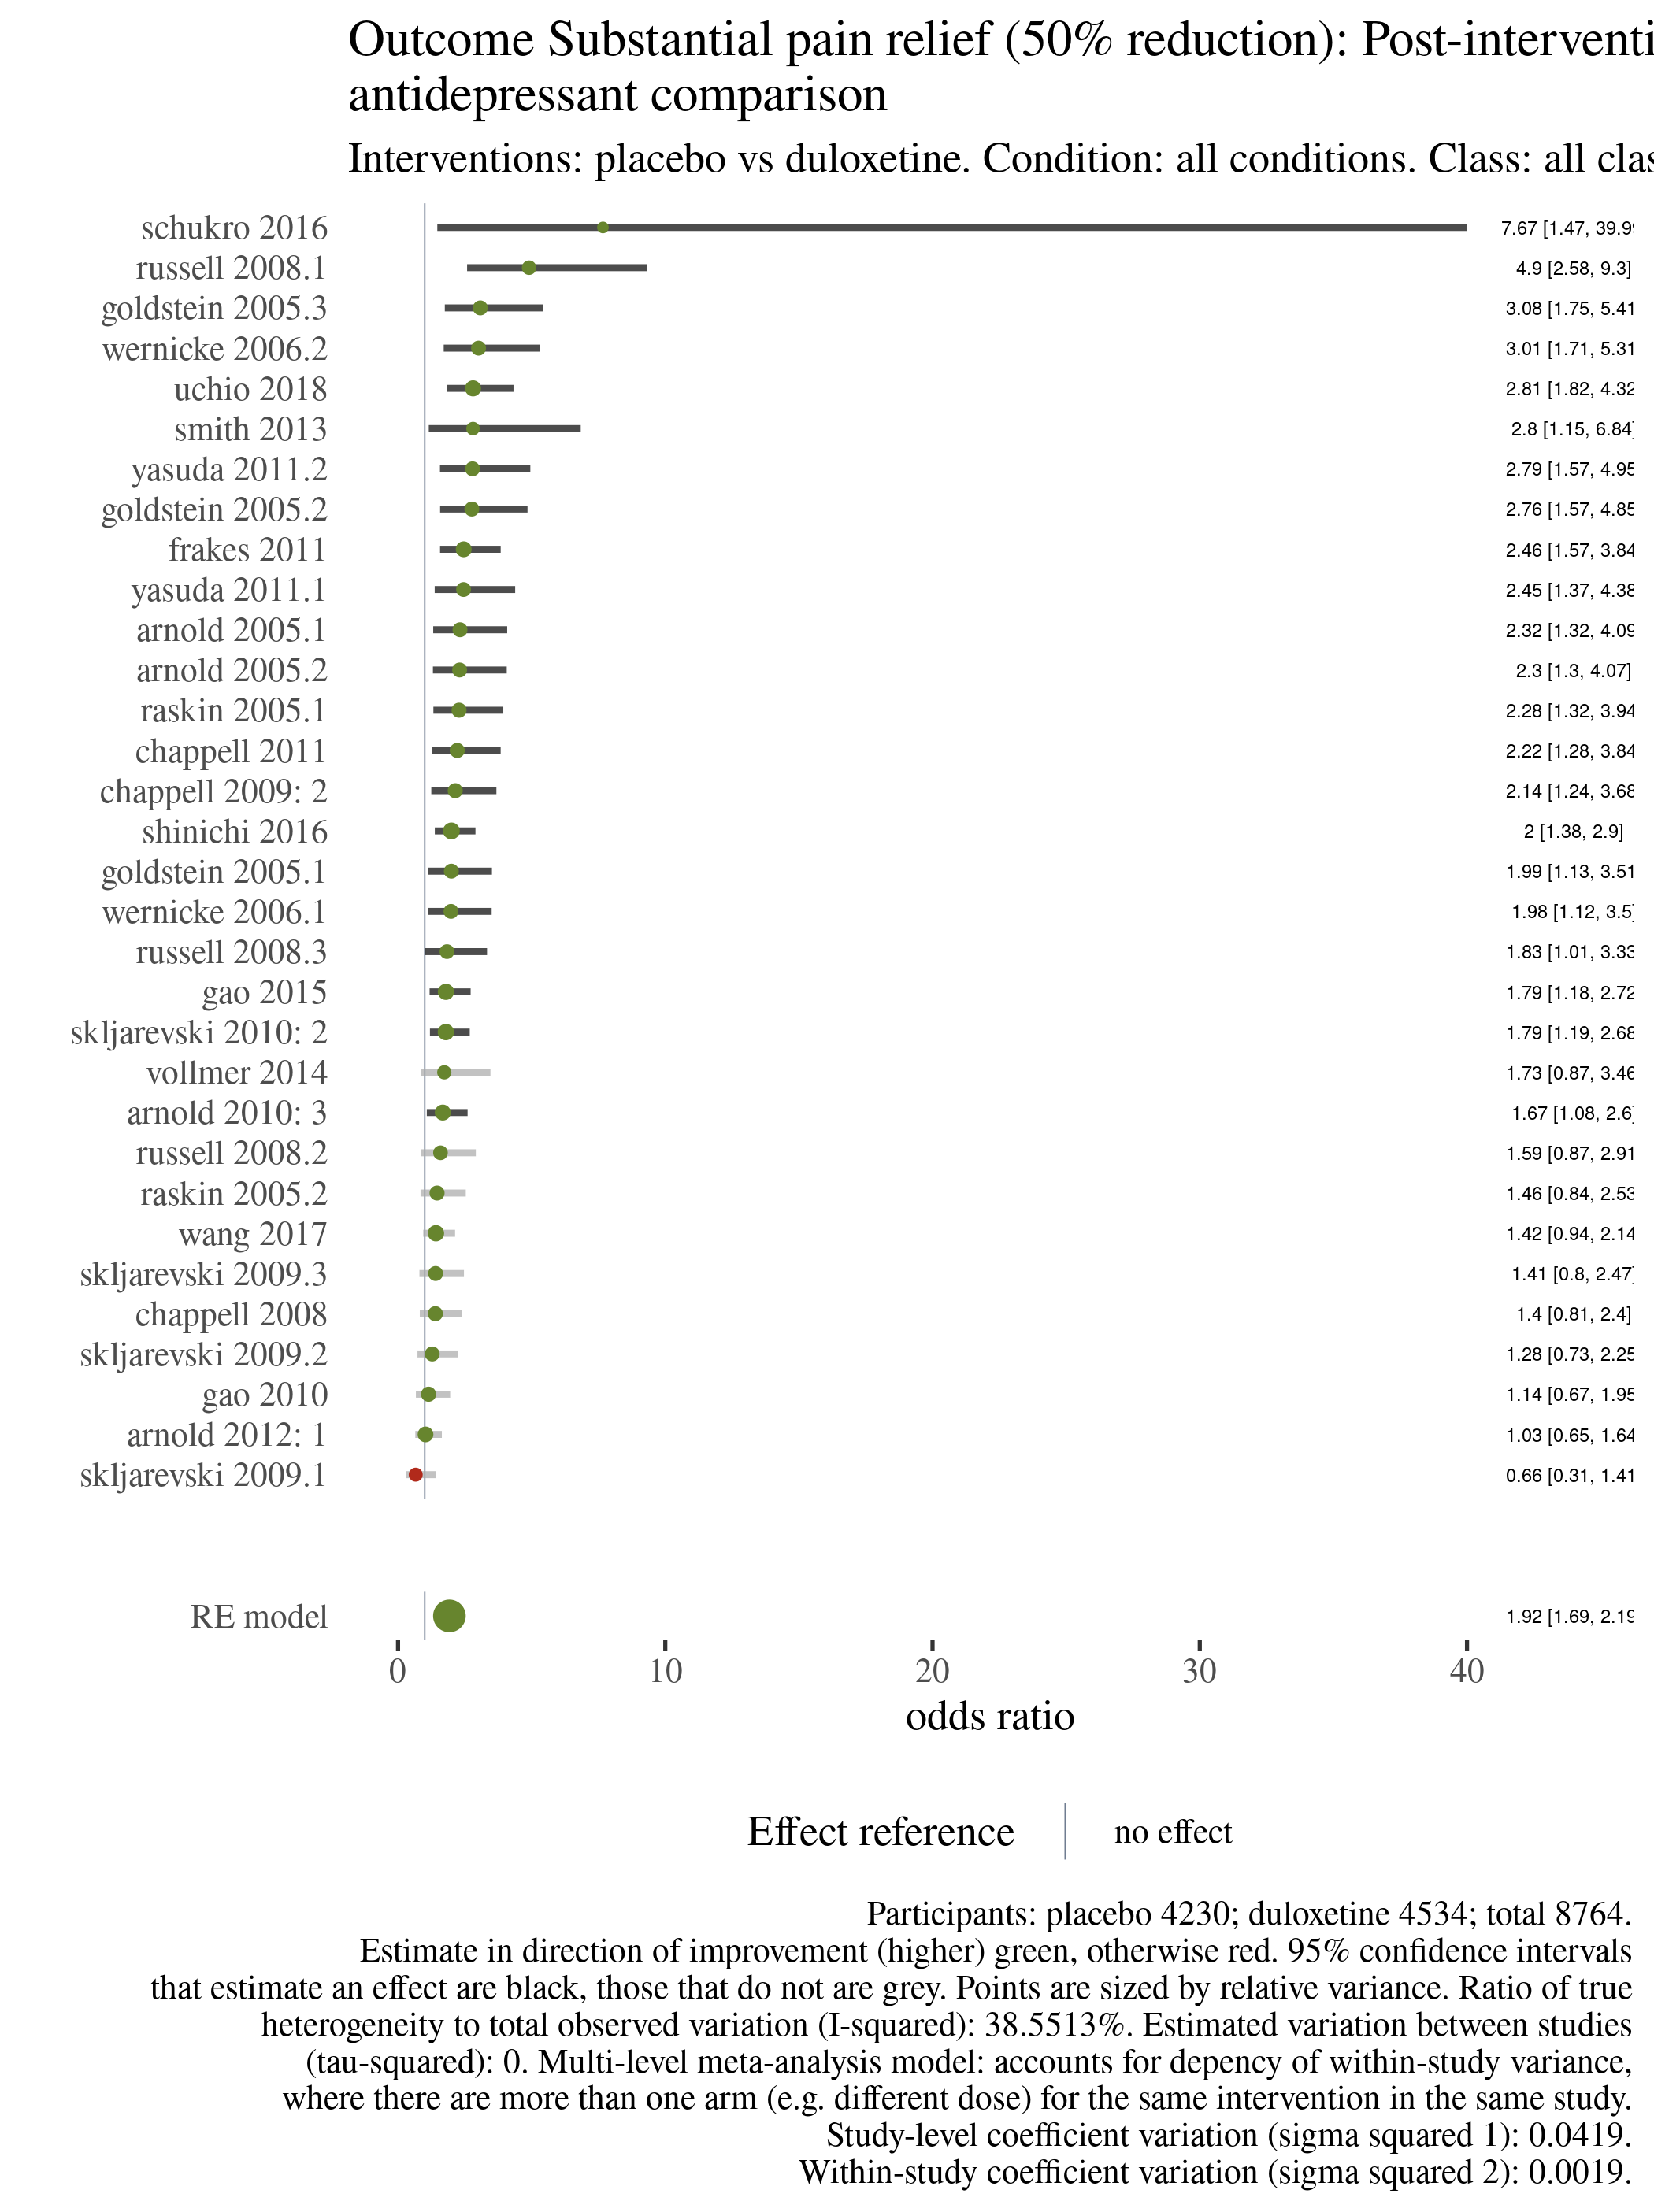 Outcome Substantial pain relief (50% reduction): Post-interventi
antidepressant comparison
Interventions: placebo vs duloxetine. Condition: all conditions. Class: all clas
schukro 2016 7.67 [1.47, 39.9
russell 2008.1 4.9 [2.58, 9.3]
goldstein 2005.3 3.08 [1.75, 5.41
wernicke 2006.2 3.01 [1.71, 5.31
uchio 2018 2.81 [1.82, 4.32
smith 2013 2.8 [1.15, 6.84]
yasuda 2011.2 2.79 [1.57, 4.95
goldstein 2005.2 2.76 [1.57, 4.85
frakes 2011 2.46 [1.57, 3.84
yasuda 2011.1 2.45 [1.37, 4.38
arnold 2005.1 2.32 [1.32, 4.09
arnold 2005.2 2.3 [1.3, 4.07]
raskin 2005.1 2.28 [1.32, 3.94
chappell 2011 2.22 [1.28, 3.84
chappell 2009: 2 2.14 [1.24, 3.68
shinichi 2016 2 [1.38, 2.9]
goldstein 2005.1 1.99 [1.13, 3.51
wernicke 2006.1 1.98 [1.12, 3.5]
russell 2008.3 1.83 [1.01, 3.33
gao 2015 1.79 [1.18, 2.72
skljarevski 2010: 2 1.79 [1.19, 2.68
vollmer 2014 1.73 [0.87, 3.46
arnold 2010: 3 1.67 [1.08, 2.6]
russell 2008.2 1.59 [0.87, 2.91
raskin 2005.2 1.46 [0.84, 2.53
wang 2017 1.42 [0.94, 2.14
skljarevski 2009.3 1.41 [0.8, 2.47]
chappell 2008 1.4 [0.81, 2.4]
skljarevski 2009.2 1.28 [0.73, 2.25
gao 2010 1.14 [0.67, 1.95
arnold 2012: 1 1.03 [0.65, 1.64
skljarevski 2009.1 0.66 [0.31, 1.41
RE model 1.92 [1.69, 2.19
0 10 20 30 40
odds ratio
Effect reference no effect
Participants: placebo 4230; duloxetine 4534; total 8764.
Estimate in direction of improvement (higher) green, otherwise red. 95% confidence intervals
that estimate an effect are black, those that do not are grey. Points are sized by relative variance. Ratio of true
heterogeneity to total observed variation (I-squared): 38.5513%. Estimated variation between studies
(tau-squared): 0. Multi-level meta-analysis model: accounts for depency of within-study variance,
where there are more than one arm (e.g. different dose) for the same intervention in the same study.
Study-level coefficient variation (sigma squared 1): 0.0419.
Within-study coefficient variation (sigma squared 2): 0.0019.